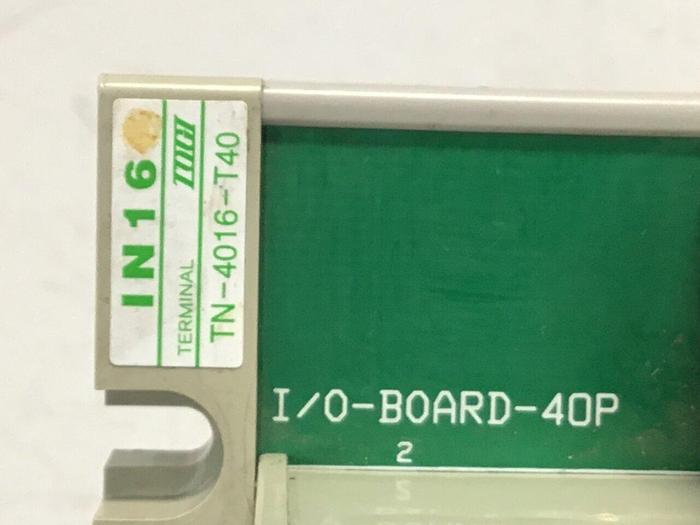 IN16
TOGI
TERMINAL
TN-4016-T40
I/O-BOARD-40P
2